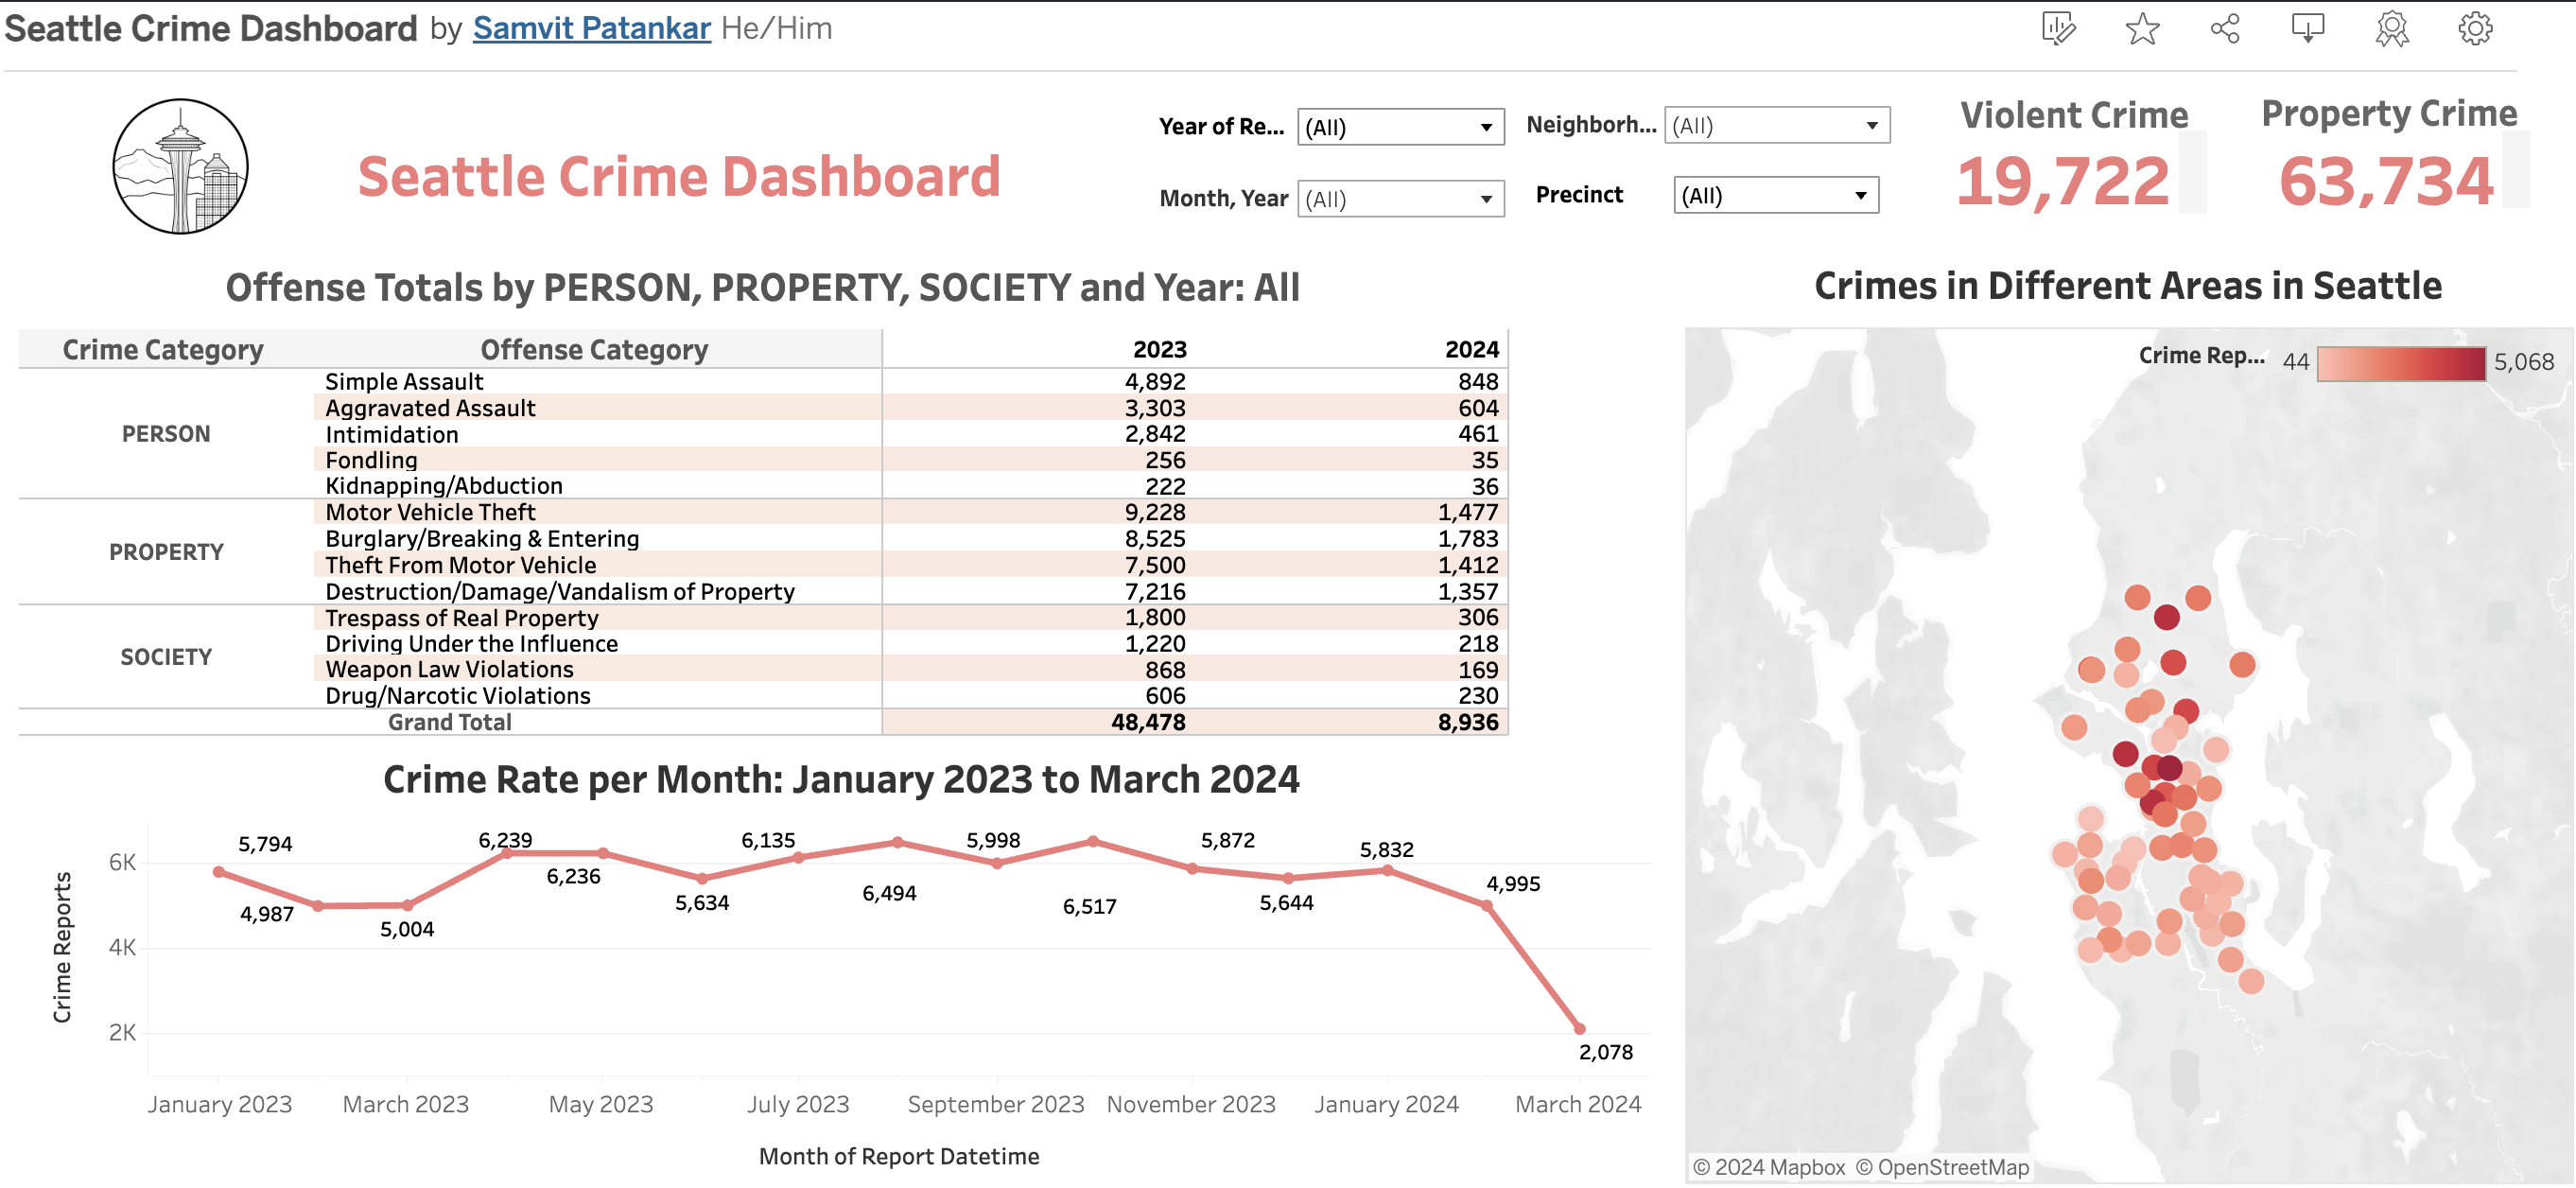 Seattle Crime Dashboard by Samvit Patankar He/Him
Seattle Crime Dashboard
Year of Re... (All)
Neighborh... (All)
Month, Year (All)
Precinct (All)
Violent Crime
19,722
Property Crime
63,734
Offense Totals by PERSON, PROPERTY, SOCIETY and Year: All
Crime Category Offense Category 2023 2024
PERSON
Simple Assault 4,892 848
Aggravated Assault 3,303 604
Intimidation 2,842 461
Fondling 256 35
Kidnapping/Abduction 222 36
PROPERTY
Motor Vehicle Theft 9,228 1,477
Burglary/Breaking & Entering 8,525 1,783
Theft From Motor Vehicle 7,500 1,412
Destruction/Damage/Vandalism of Property 7,216 1,357
SOCIETY
Trespass of Real Property 1,800 306
Driving Under the Influence 1,220 218
Weapon Law Violations 868 169
Drug/Narcotic Violations 606 230
Grand Total 48,478 8,936
Crime Rate per Month: January 2023 to March 2024
Crime Reports
6K
4K
2K
5,794
4,987
5,004
6,239
6,236
5,634
6,135
6,494
5,998
6,517
5,872
5,644
5,832
4,995
2,078
January 2023
March 2023
May 2023
July 2023
September 2023
November 2023
January 2024
March 2024
Month of Report Datetime
Crimes in Different Areas in Seattle
Crime Rep... 44 5,068
© 2024 Mapbox © OpenStreetMap